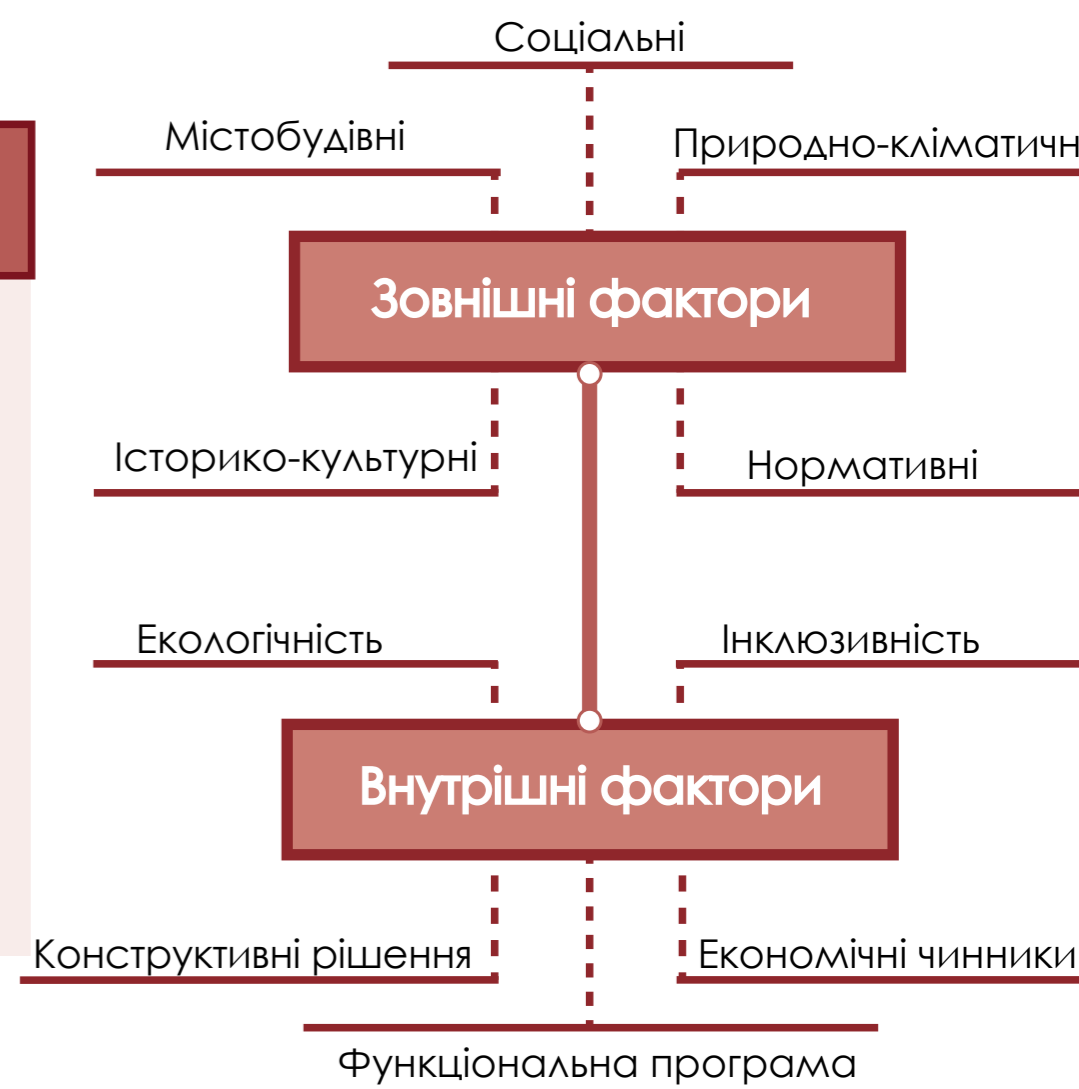 Соціальні
Містобудівні
Природно-кліматичн
Зовнішні фактори
Історико-культурні
Нормативні
Екологічність
Інклюзивність
Внутрішні фактори
Конструктивні рішення
Економічні чинники
Функціональна програма